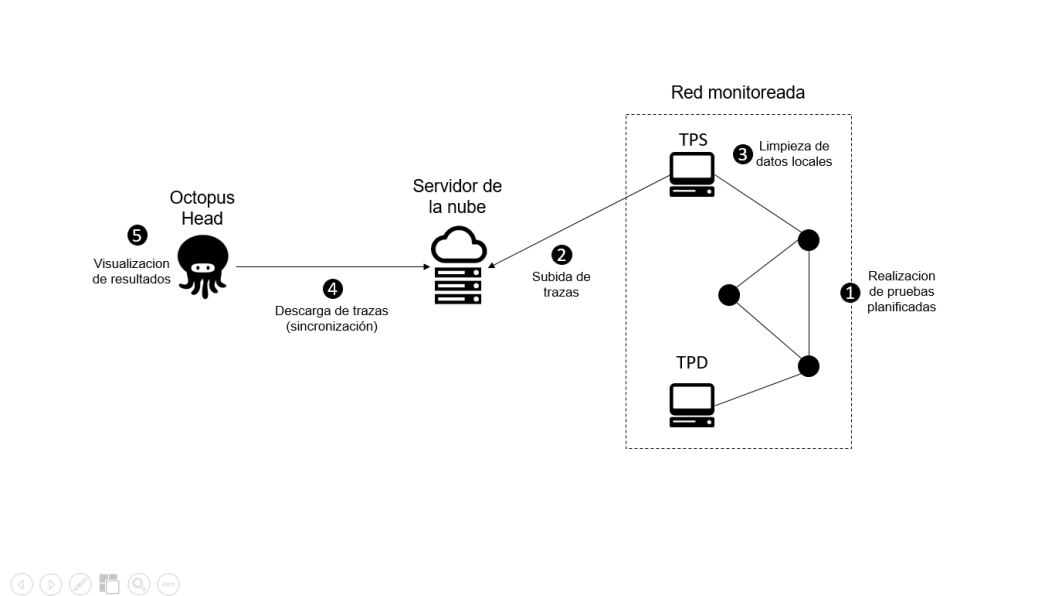 Red monitoreada
TPS
3
Limpieza de
datos locales
Octopus
Head
Servidor de
la nube
5
Visualizacion
de resultados
2
Subida de
trazas
4
Descarga de trazas
(sincronización)
1
Realizacion
de pruebas
planificadas
TPD